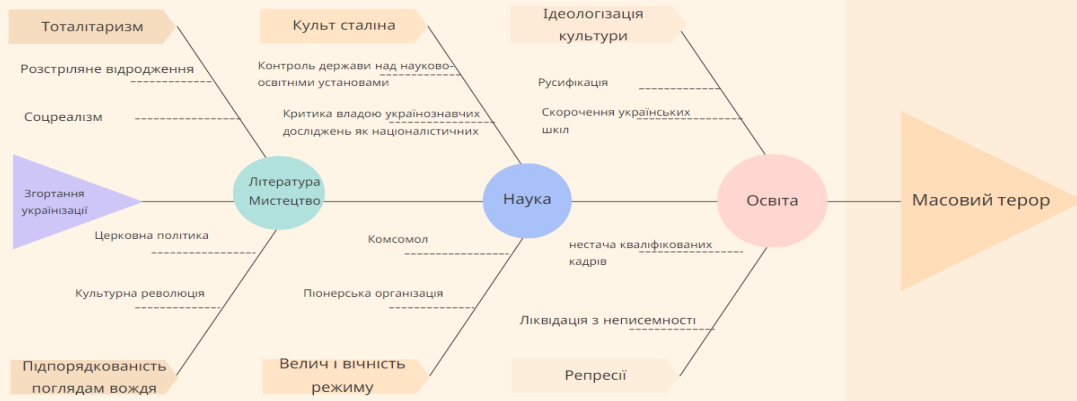 Тоталітаризм
Культ сталіна
Ідеологізація
культури
Розстріляне відродження
Соцреалізм
Контроль держави над науково-
освітніми установами
Критика владою українознавчих
досліджень як націоналістичних
Русифікація
Скорочення українських
шкіл
Згортання
українізації
Література
Мистецтво
Наука
Освіта
Масовий терор
Церковна політика
Культурна революція
Комсомол
Піонерська організація
нестача кваліфікованих
кадрів
Ліквідація з неписемності
Підпорядкованість
поглядам вождя
Велич і вічність
режиму
Репресії